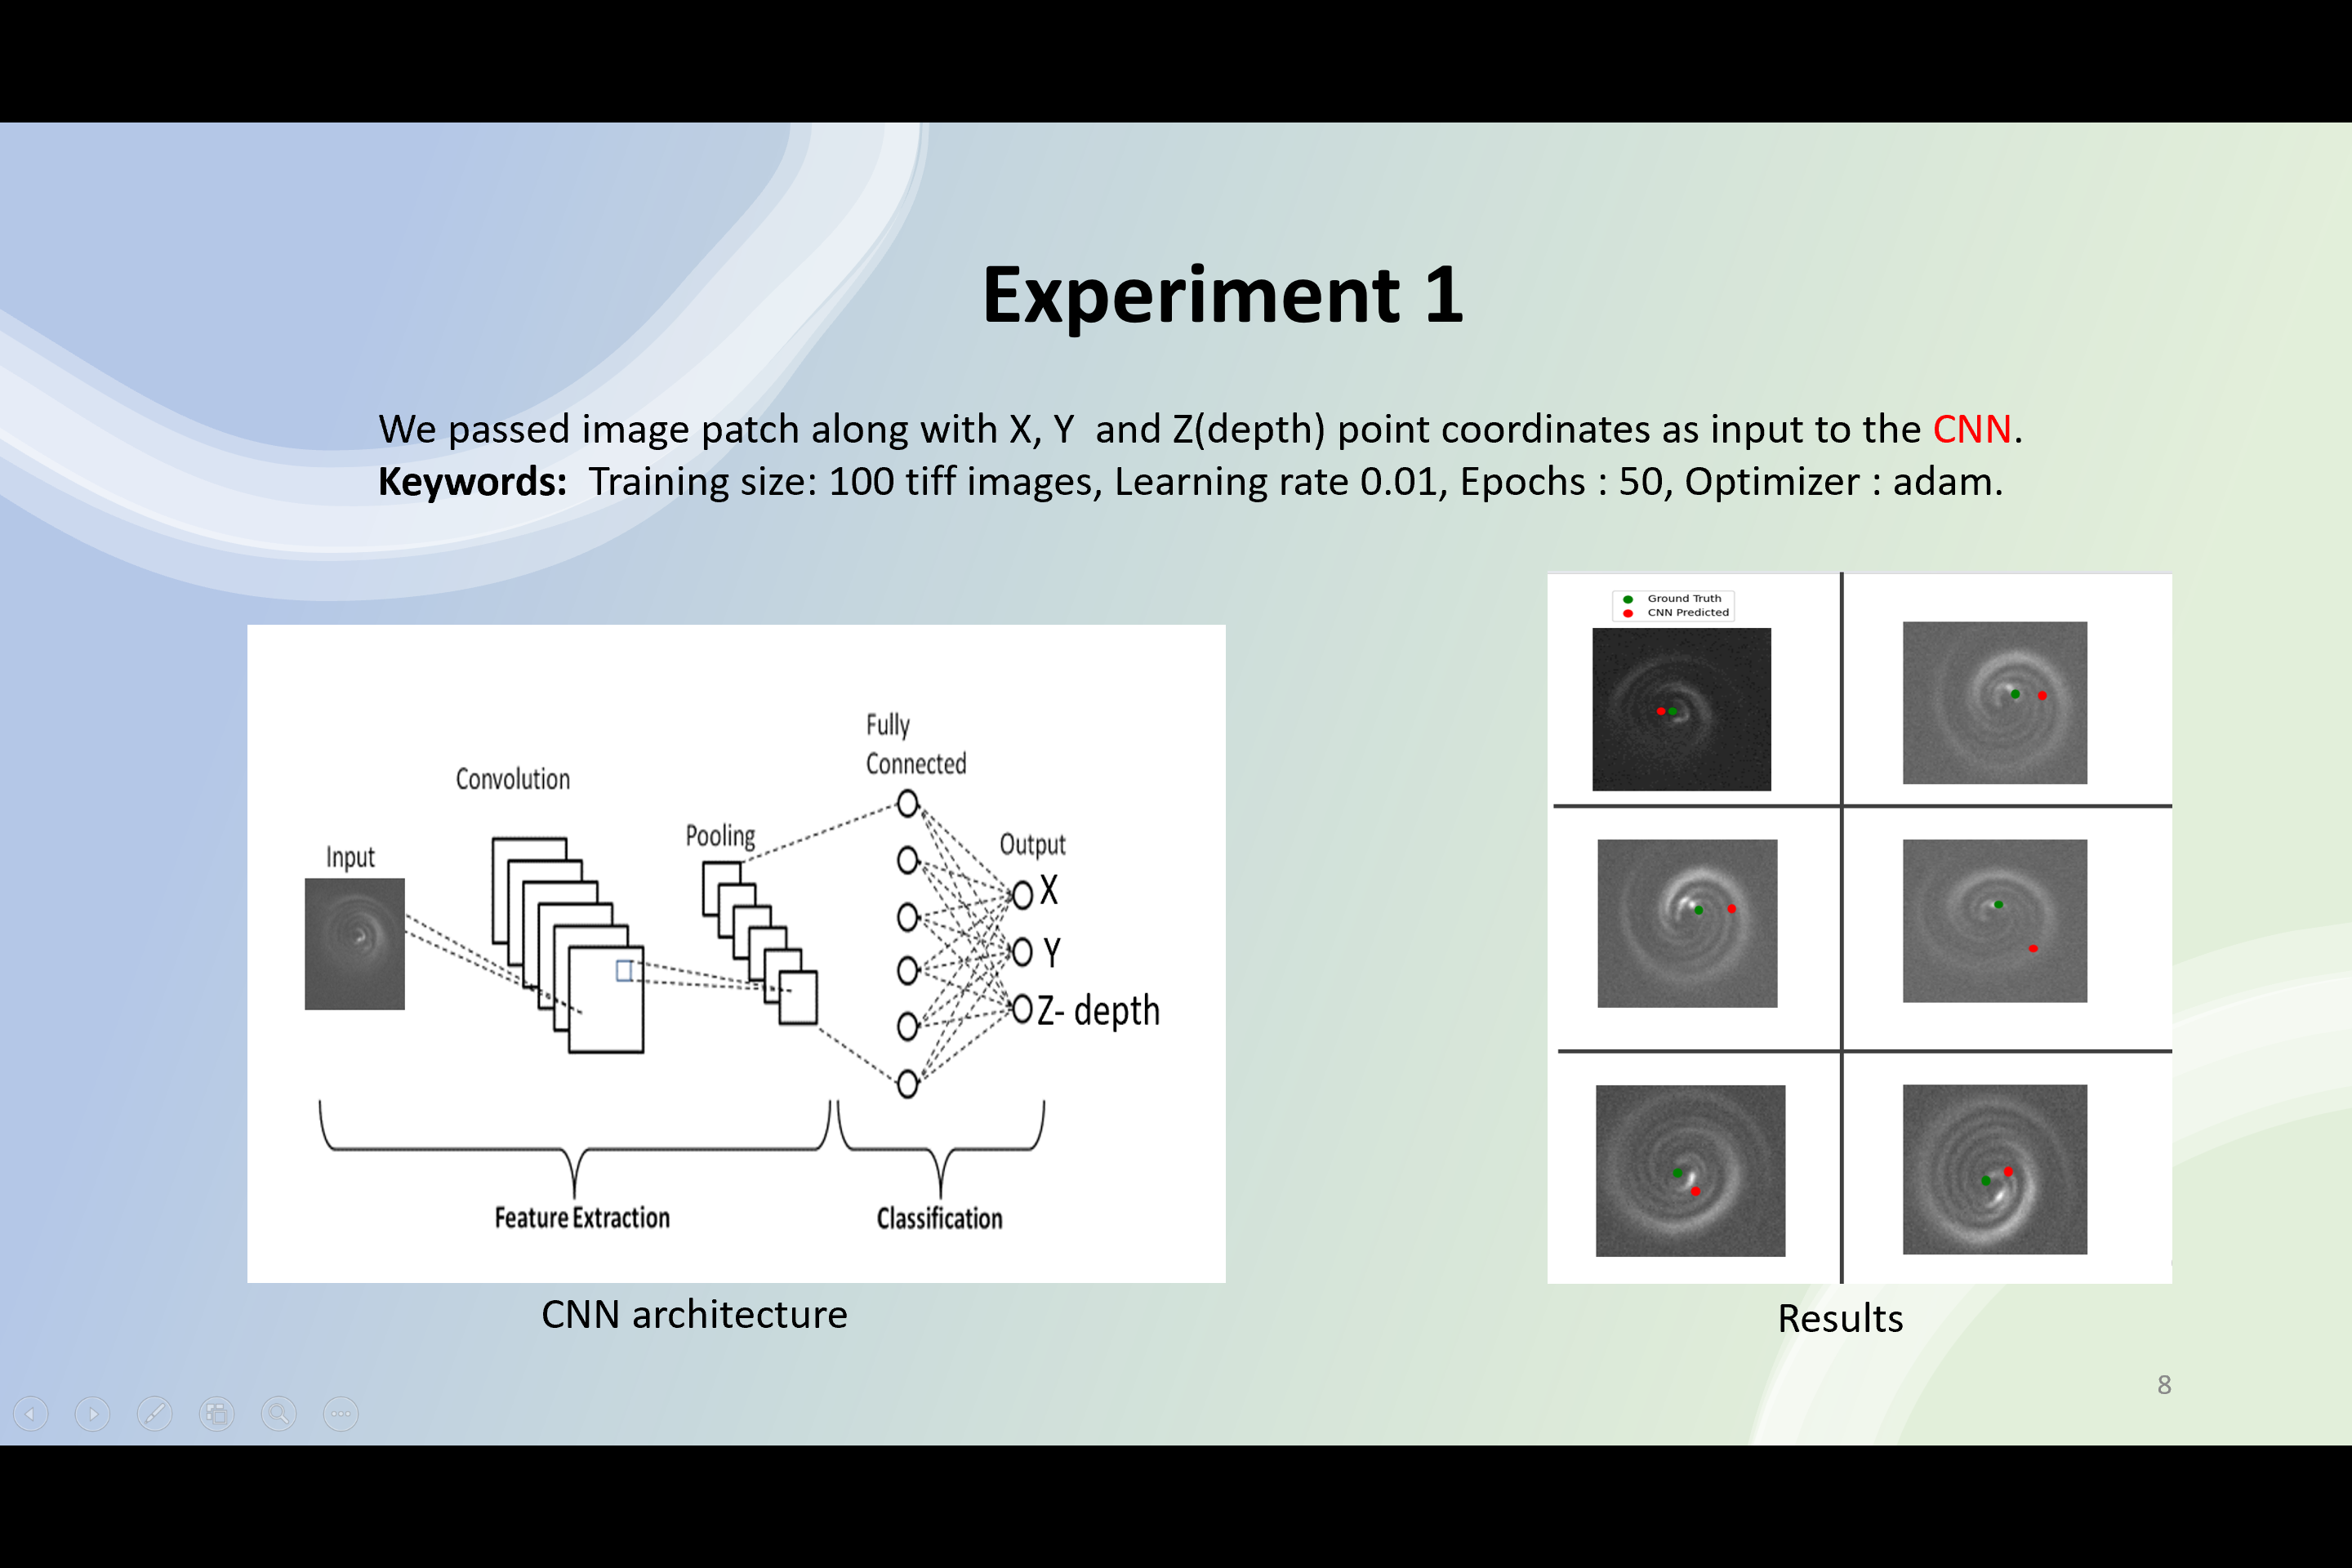 Experiment 1
We passed image patch along with X, Y and Z(depth) point coordinates as input to the CNN.
Keywords: Training size: 100 tiff images, Learning rate 0.01, Epochs : 50, Optimizer : adam.
Input
Convolution
Pooling
Fully
Connected
Output
X
Y
Z- depth
Feature Extraction
Classification
CNN architecture
Ground Truth
CNN Predicted
Results
8